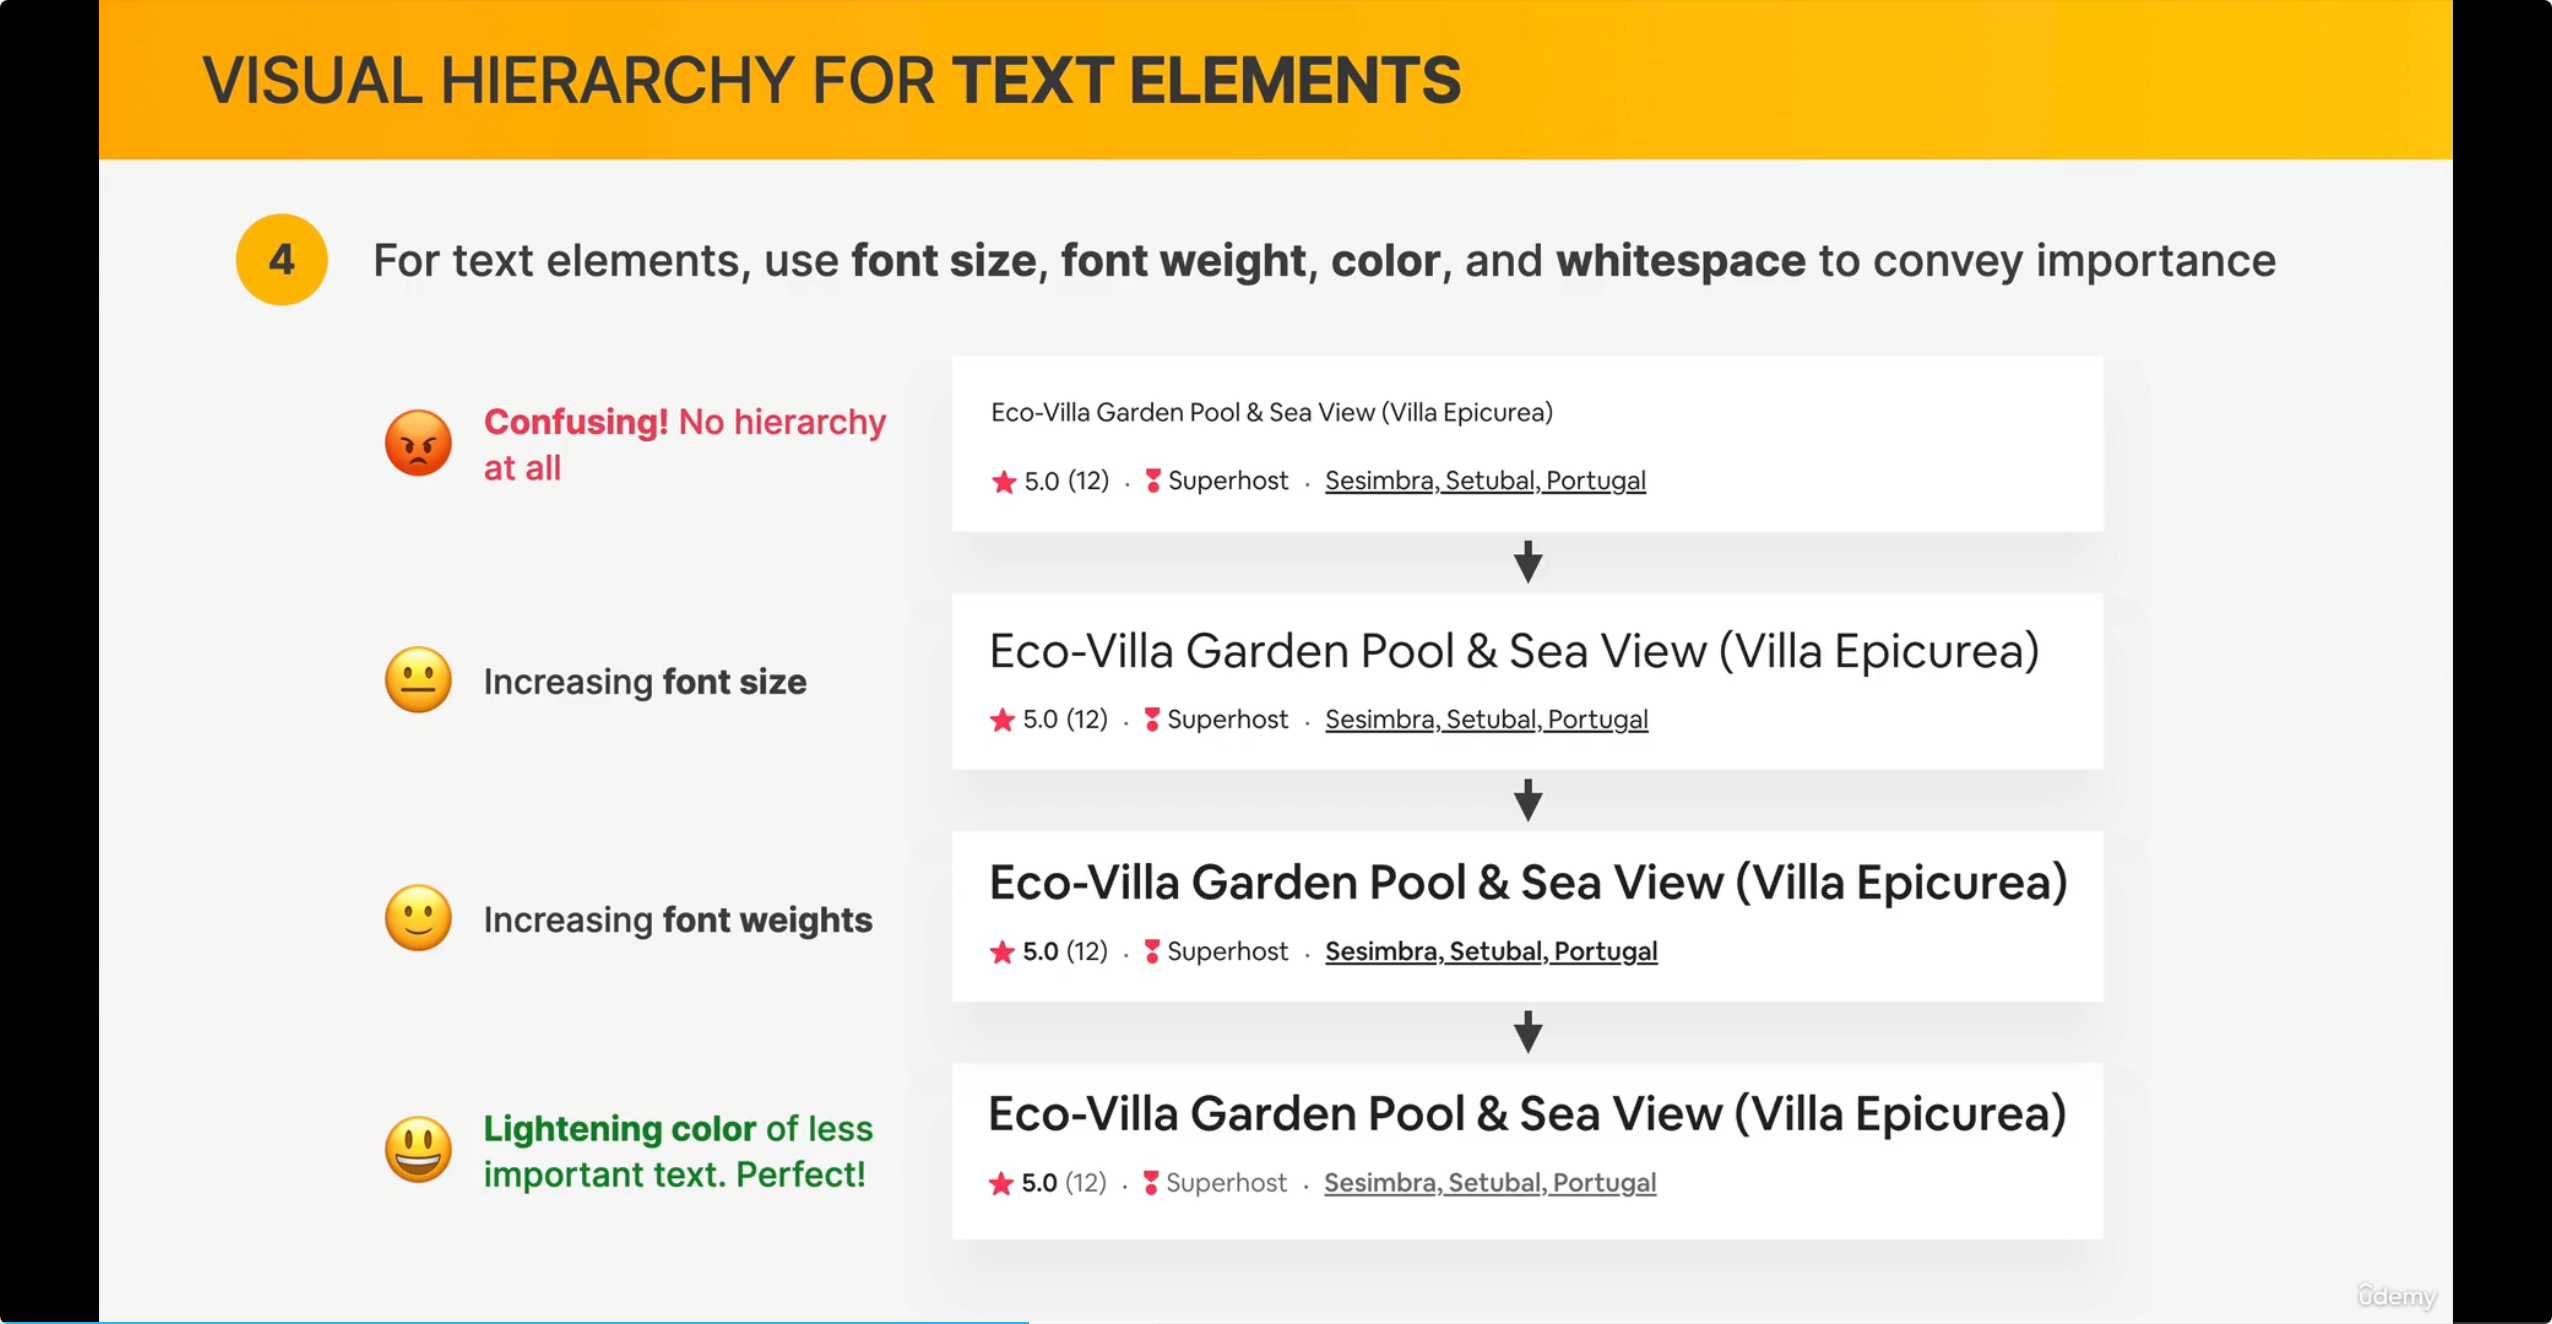 VISUAL HIERARCHY FOR TEXT ELEMENTS
4
For text elements, use font size, font weight, color, and whitespace to convey importance
Confusing! No hierarchy
at all
Eco-Villa Garden Pool & Sea View (Villa Epicurea)
5.0 (12) · Superhost · Sesimbra, Setubal, Portugal
Increasing font size
Eco-Villa Garden Pool & Sea View (Villa Epicurea)
5.0 (12) · Superhost · Sesimbra, Setubal, Portugal
Increasing font weights
Eco-Villa Garden Pool & Sea View (Villa Epicurea)
5.0 (12) · Superhost · Sesimbra, Setubal, Portugal
Lightening color of less
important text. Perfect!
Eco-Villa Garden Pool & Sea View (Villa Epicurea)
5.0 (12) · Superhost · Sesimbra, Setubal, Portugal
ûdemy